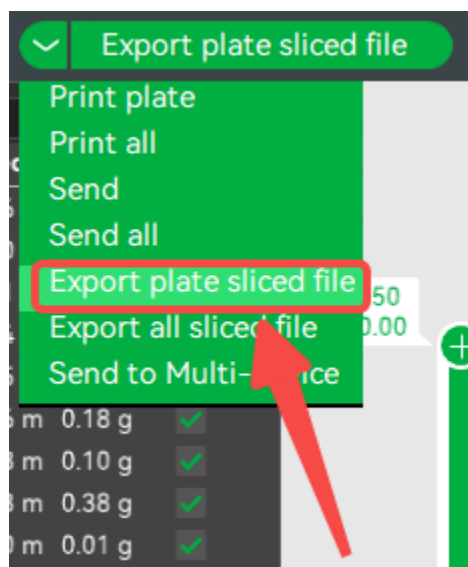 Export plate sliced file
Print plate
Print all
Send
Send all
Export plate sliced file
50
Export all sliced file
0.00
Send to Multi-
m 0.18 g
m 0.10 g
m 0.38 g
m 0.01 g